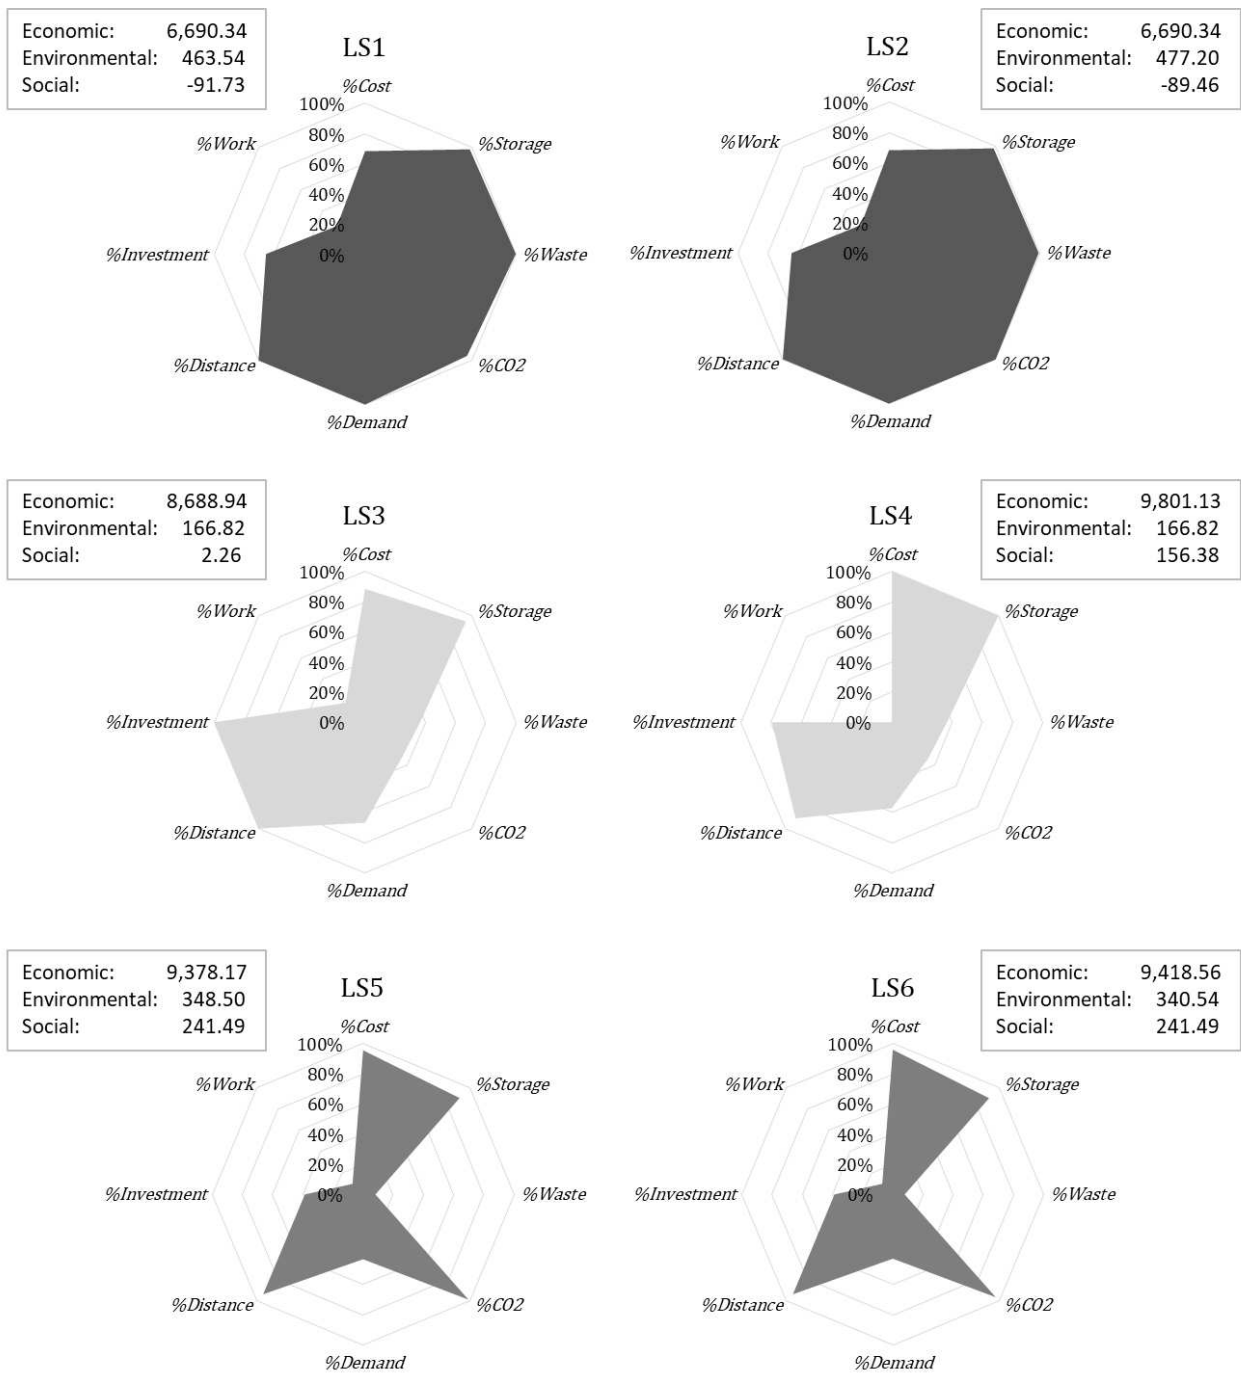 Economic: 6,690.34
Environmental: 463.54
Social: -91.73
LS1
%Cost
100%
%Storage
80%
%Work
60%
40%
20%
%Investment
0%
%Waste
%Distance
%CO2
%Demand
Economic: 6,690.34
Environmental: 477.20
Social: -89.46
LS2
%Cost
100%
%Storage
80%
%Work
60%
40%
20%
%Investment
0%
%Waste
%Distance
%CO2
%Demand
Economic: 8,688.94
Environmental: 166.82
Social: 2.26
LS3
%Cost
100%
80%
%Work
%Storage
60%
40%
20%
%Investment
0%
%Waste
%Distance
%CO2
%Demand
Economic: 9,801.13
Environmental: 166.82
Social: 156.38
LS4
%Cost
100%
80%
%Work
%Storage
60%
40%
20%
%Investment
0%
%Waste
%Distance
%CO2
%Demand
Economic: 9,378.17
Environmental: 348.50
Social: 241.49
LS5
%Cost
100%
80%
%Work
%Storage
60%
40%
20%
%Investment
0%
%Waste
%Distance
%CO2
%Demand
Economic: 9,418.56
Environmental: 340.54
Social: 241.49
LS6
%Cost
100%
80%
%Work
%Storage
60%
40%
20%
%Investment
0%
%Waste
%Distance
%CO2
%Demand